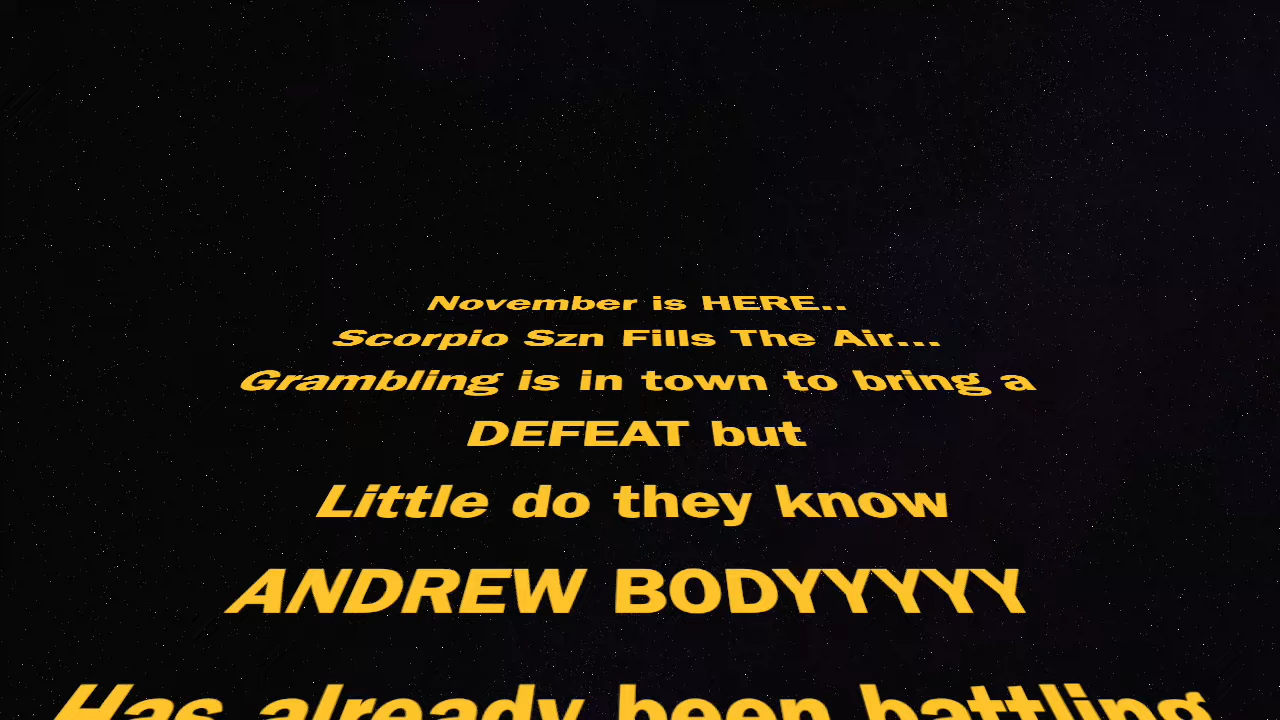 November is HERE..
Scorpio Szn Fills The Air...
Grambling is in town to bring a
DEFEAT but
Little do they know
ANDREW BODYYYYY
Has already been battling